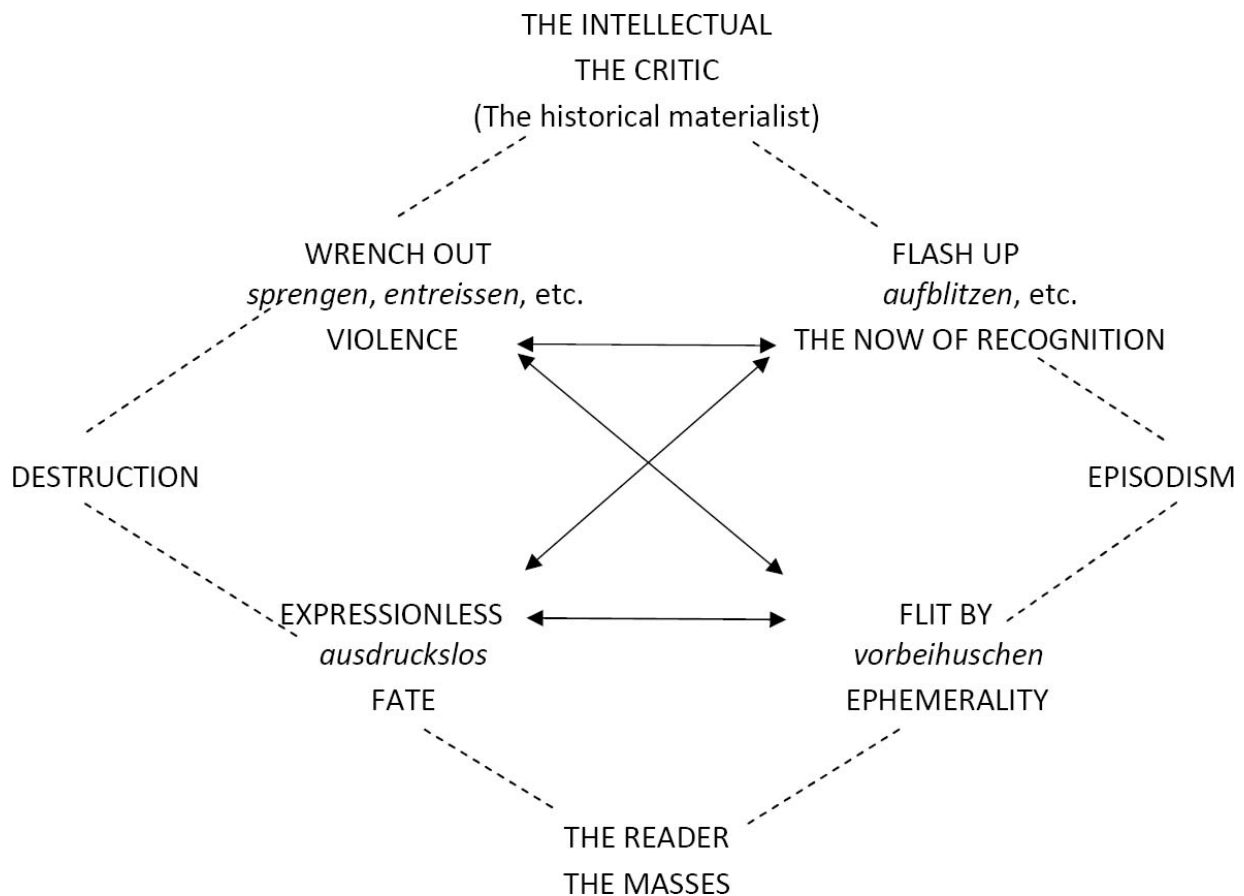 THE INTELLECTUAL
THE CRITIC
(The historical materialist)
WRENCH OUT
sprengen, entreissen, etc.
VIOLENCE
FLASH UP
aufblitzen, etc.
THE NOW OF RECOGNITION
DESTRUCTION
EPISODISM
EXPRESSIONLESS
ausdruckslos
FATE
FLIT BY
vorbeihuschen
EPHEMERALITY
THE READER
THE MASSES